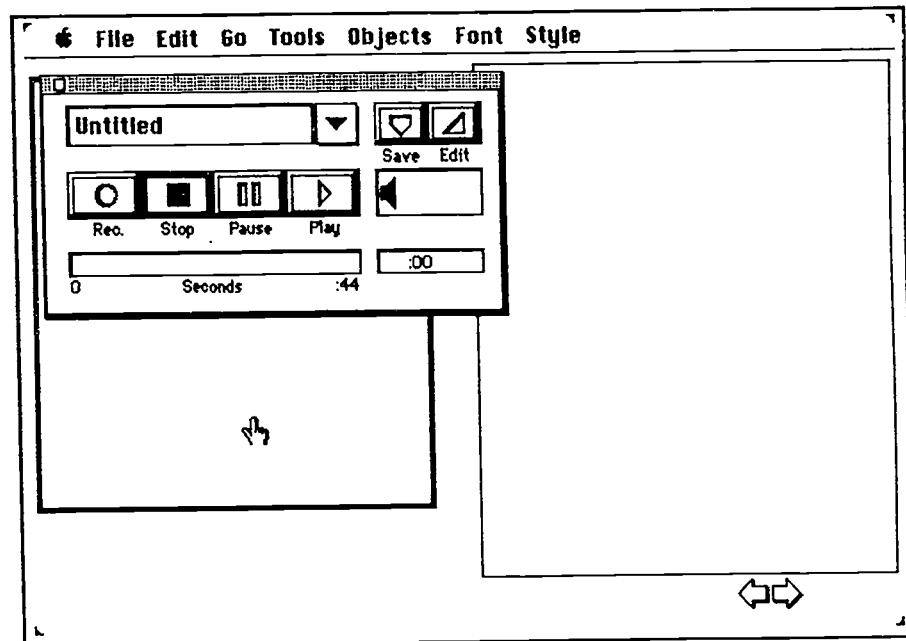 File Edit Go Tools Objects Font Style
Untitled
Save Edit
Rec. Stop Pause Play
:00
0 Seconds :44